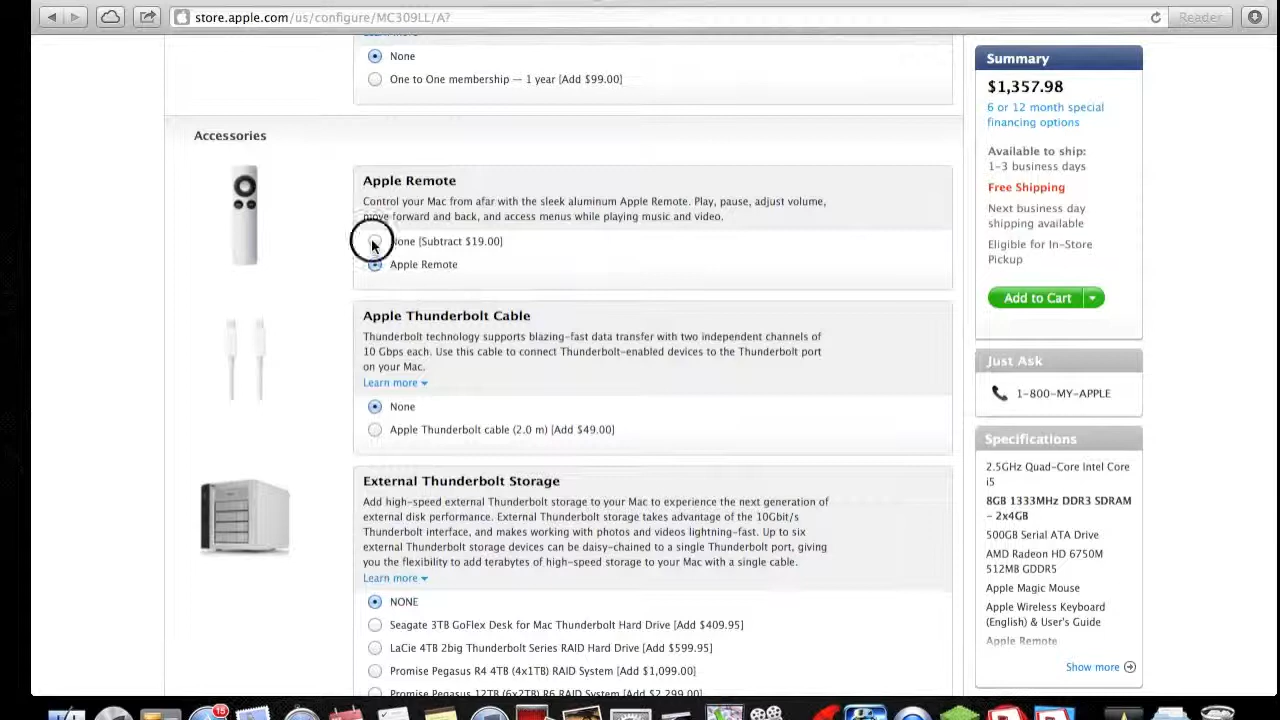 store.apple.com/us/configure/MC309LL/A?
Reader
None
One to One membership — 1 year [Add $99.00]
Accessories
Apple Remote
Control your Mac from afar with the sleek aluminum Apple Remote. Play, pause, adjust volume,
move forward and back, and access menus while playing music and video.
None [Subtract $19.00]
Apple Remote
Apple Thunderbolt Cable
Thunderbolt technology supports blazing-fast data transfer with two independent channels of
10 Gbps each. Use this cable to connect Thunderbolt-enabled devices to the Thunderbolt port
on your Mac.
Learn more
None
Apple Thunderbolt cable (2.0 m) [Add $49.00]
External Thunderbolt Storage
Add high-speed external Thunderbolt storage to your Mac to experience the next generation of
external disk performance. External Thunderbolt storage takes advantage of the 10Gbit/s
Thunderbolt interface, and makes working with photos and videos lightning-fast. Up to six
external Thunderbolt storage devices can be daisy-chained to a single Thunderbolt port, giving
you the flexibility to add terabytes of high-speed storage to your Mac with a single cable.
Learn more
NONE
Seagate 3TB GoFlex Desk for Mac Thunderbolt Hard Drive [Add $409.95]
LaCie 4TB 2big Thunderbolt Series RAID Hard Drive [Add $599.95]
Promise Pegasus R4 4TB (4x1TB) RAID System [Add $1,099.00]
Promise Pegasus 12TB (6x2TB) R6 RAID System [Add $2,299.00]
Summary
$1,357.98
6 or 12 month special
financing options
Available to ship:
1-3 business days
Free Shipping
Next business day
shipping available
Eligible for In-Store
Pickup
Add to Cart
Just Ask
1-800-MY-APPLE
Specifications
2.5GHz Quad-Core Intel Core
i5
8GB 1333MHz DDR3 SDRAM
- 2x4GB
500GB Serial ATA Drive
AMD Radeon HD 6750M
512MB GDDR5
Apple Magic Mouse
Apple Wireless Keyboard
(English) & User's Guide
Apple Remote
Show more
15